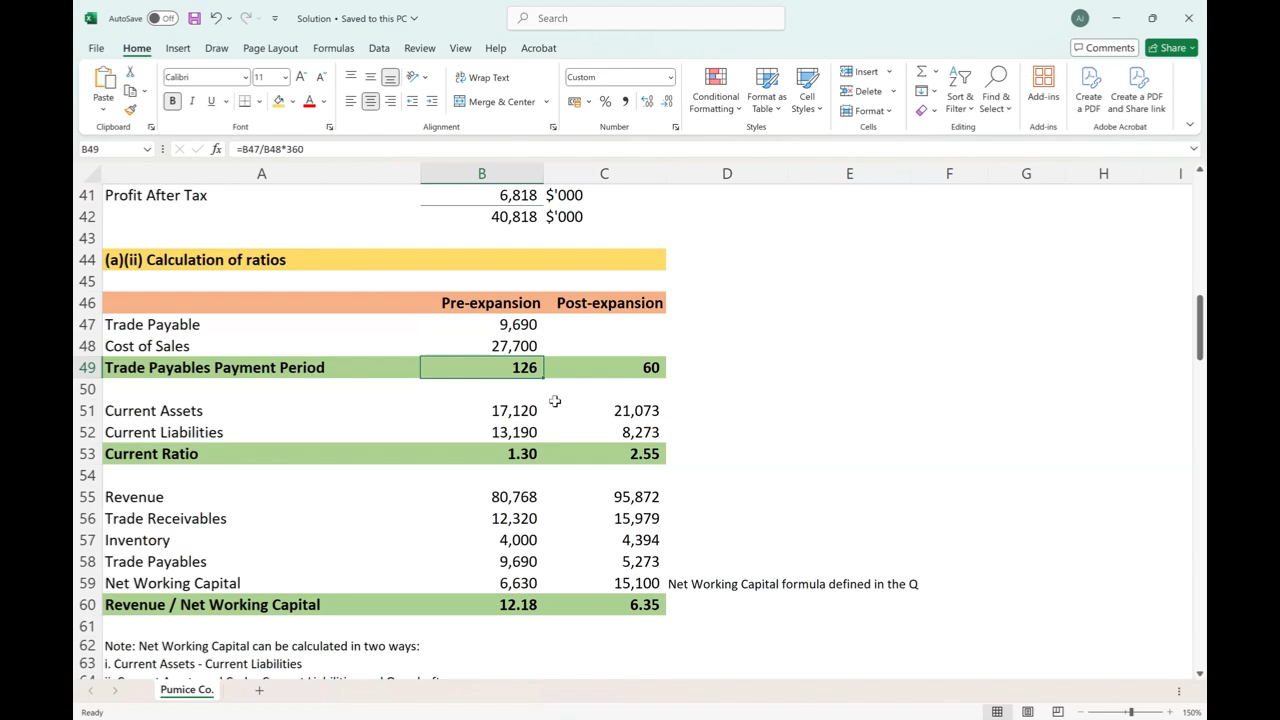 AutoSave Off Solution • Saved to this PC Search AJ
File Home Insert Draw Page Layout Formulas Data Review View Help Acrobat Comments Share
Paste Calibri 11 Wrap Text Custom Conditional Formatting Format as Table Cell Styles Insert Sort & Filter Find & Select Add-ins Create a PDF Create a PDF and Share link
B I U A Merge & Center Delete
Format
Clipboard Font Alignment Number Styles Cells Editing Add-ins Adobe Acrobat
B49 fx =B47/B48*360
A B C D E F G H I
41 Profit After Tax 6,818 $'000
42 40,818 $'000
43
44 (a)(ii) Calculation of ratios
45
46 Pre-expansion Post-expansion
47 Trade Payable 9,690
48 Cost of Sales 27,700
49 Trade Payables Payment Period 126 60
50
51 Current Assets 17,120 21,073
52 Current Liabilities 13,190 8,273
53 Current Ratio 1.30 2.55
54
55 Revenue 80,768 95,872
56 Trade Receivables 12,320 15,979
57 Inventory 4,000 4,394
58 Trade Payables 9,690 5,273
59 Net Working Capital 6,630 15,100 Net Working Capital formula defined in the Q
60 Revenue / Net Working Capital 12.18 6.35
61
62 Note: Net Working Capital can be calculated in two ways:
63 i. Current Assets - Current Liabilities
Pumice Co.
Ready 150%